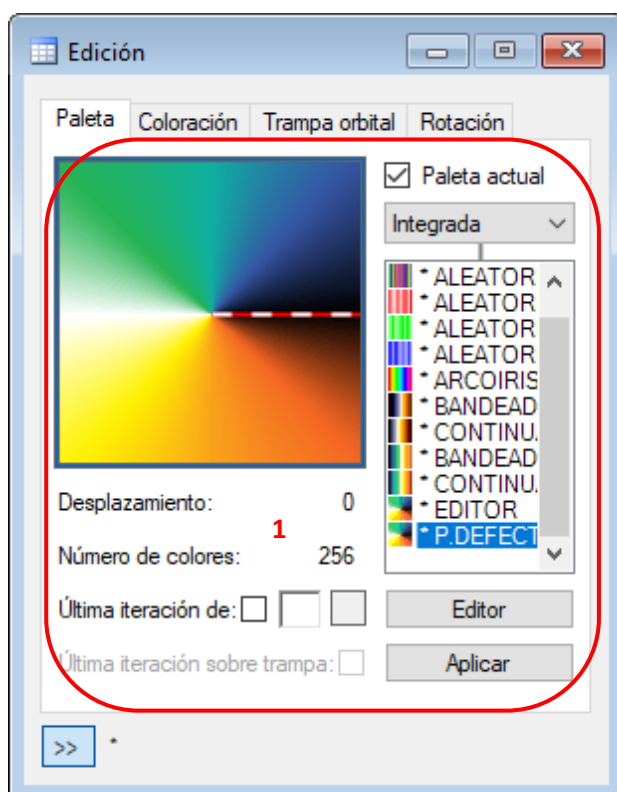 Edición
Paleta Coloración Trampa orbital Rotación
Paleta actual
Integrada
* ALEATOR
* ALEATOR
* ALEATOR
* ALEATOR
* ARCOIRIS
* BANDEAD
* CONTINU.
* BANDEAD
* CONTINU.
* EDITOR
* P.DEFECT
Desplazamiento: 0
1
Número de colores: 256
Última iteración de: Editor
Última iteración sobre trampa: Aplicar
>> *